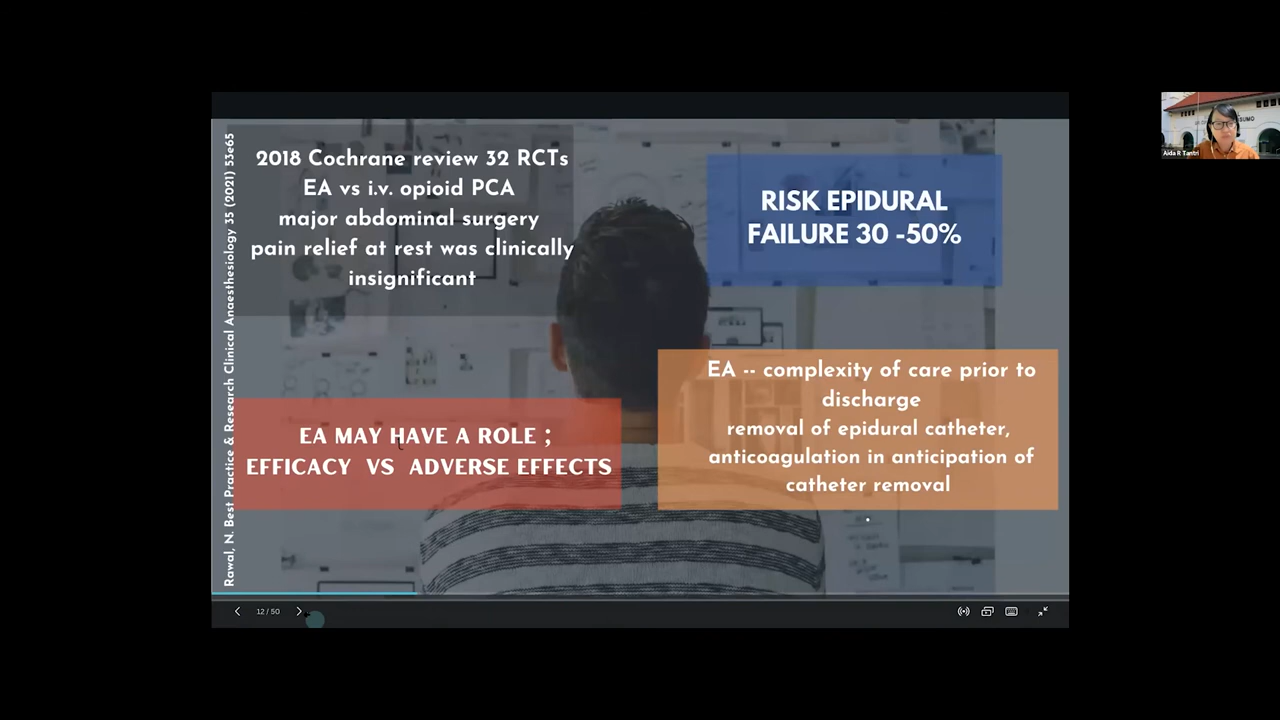 2018 Cochrane review 32 RCTs
EA vs i.v. opioid PCA
major abdominal surgery
pain relief at rest was clinically
insignificant
RISK EPIDURAL
FAILURE 30 -50%
EA MAY HAVE A ROLE ;
EFFICACY VS ADVERSE EFFECTS
EA -- complexity of care prior to
discharge
removal of epidural catheter,
anticoagulation in anticipation of
catheter removal
Rawal, N. Best Practice & Research Clinical Anaesthesiology 35 (2021) 53e65
12 / 50
Aida R Tantri